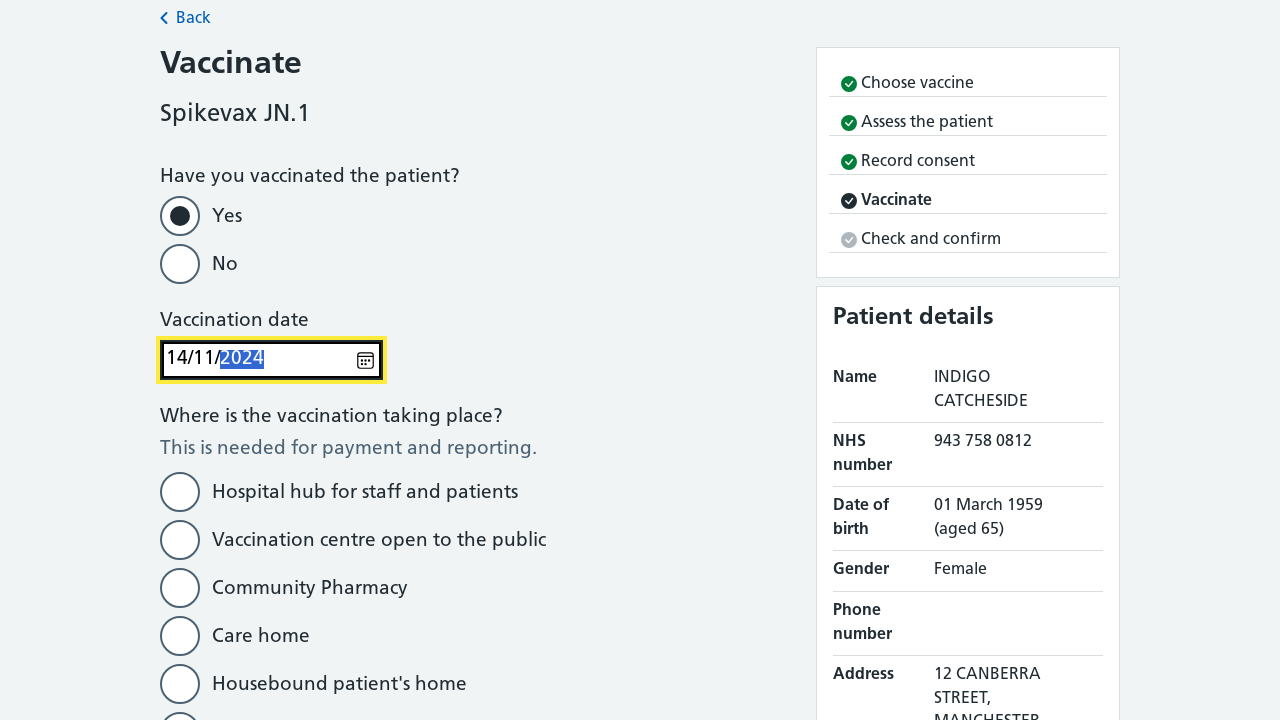 Back
Vaccinate
Spikevax JN.1
Have you vaccinated the patient?
Yes
No
Vaccination date
14/11/2024
Where is the vaccination taking place?
This is needed for payment and reporting.
Hospital hub for staff and patients
Vaccination centre open to the public
Community Pharmacy
Care home
Housebound patient's home
Choose vaccine
Assess the patient
Record consent
Vaccinate
Check and confirm
Patient details
Name INDIGO
CATCHESIDE
NHS 943 758 0812
number
Date of 01 March 1959
birth (aged 65)
Gender Female
Phone
number
Address 12 CANBERRA
STREET,
MANCHESTER